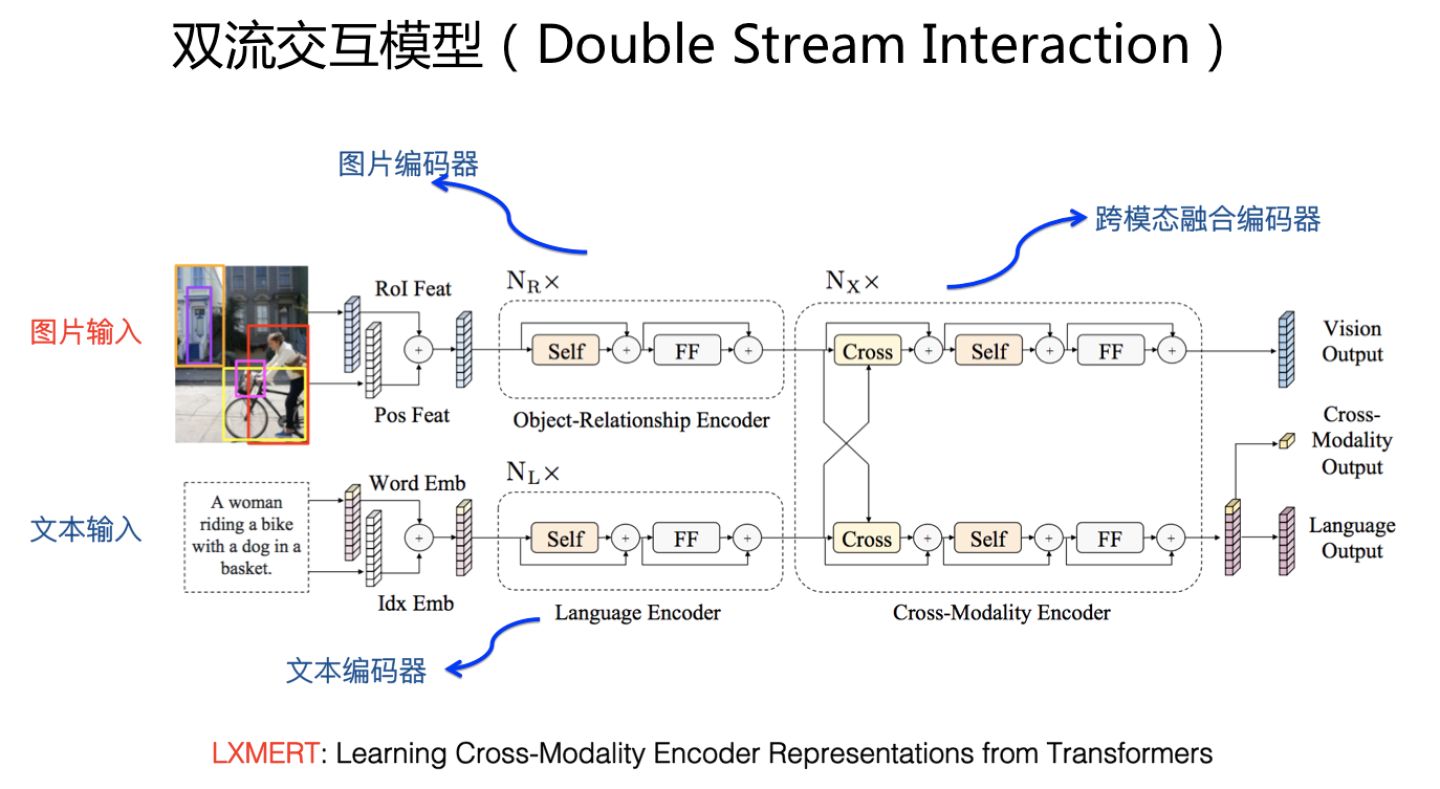 双流交互模型（Double Stream Interaction）
图片编码器
跨模态融合编码器
图片输入
RoI Feat
Pos Feat
N_R×
Self
+
FF
+
+
Object-Relationship Encoder
N_X×
Cross
+
Self
+
FF
+
Vision
Output
Cross-
Modality
Output
文本输入
A woman
riding a bike
with a dog in a
basket.
Word Emb
Idx Emb
+
N_L×
Self
+
FF
+
Language Encoder
Cross
+
Self
+
FF
+
Cross-Modality Encoder
Language
Output
文本编码器
LXMERT: Learning Cross-Modality Encoder Representations from Transformers